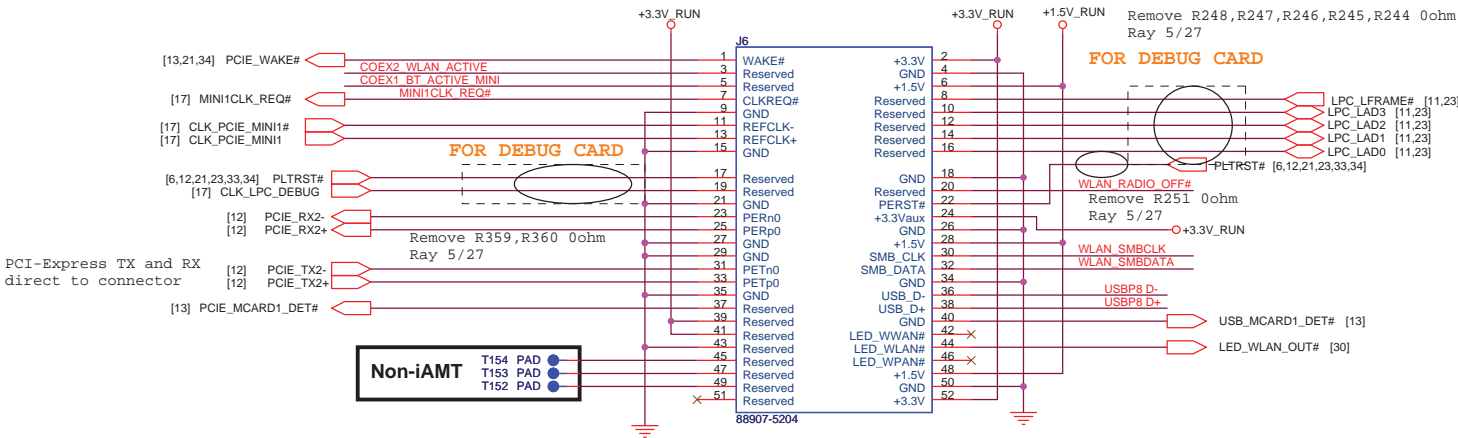 +3.3V_RUN
+3.3V_RUN
+1.5V_RUN
Remove R248,R247,R246,R245,R244 0ohm
Ray 5/27
FOR DEBUG CARD
J6
[13,21,34] PCIE_WAKE#
COEX2_WLAN_ACTIVE
COEX1_BT_ACTIVE_MINI
[17] MINI1CLK_REQ#
MINI1CLK_REQ#
[17] CLK_PCIE_MINI1#
[17] CLK_PCIE_MINI1
FOR DEBUG CARD
[6,12,21,23,33,34] PLTRST#
[17] CLK_LPC_DEBUG
[12] PCIE_RX2-
[12] PCIE_RX2+
Remove R359,R360 0ohm
Ray 5/27
PCI-Express TX and RX
direct to connector
[12] PCIE_TX2-
[12] PCIE_TX2+
[13] PCIE_MCARD1_DET#
Non-iAMT
T154 PAD
T153 PAD
T152 PAD
1 WAKE#
3 Reserved
5 Reserved
7 CLKREQ#
9 GND
11 REFCLK-
13 REFCLK+
15 GND
17 Reserved
19 Reserved
21 GND
23 PERn0
25 PERp0
27 GND
29 GND
31 PETn0
33 PETp0
35 GND
37 Reserved
39 Reserved
41 Reserved
43 Reserved
45 Reserved
47 Reserved
49 Reserved
51 Reserved
+3.3V 2
GND 4
+1.5V 6
Reserved 8
Reserved 10
Reserved 12
Reserved 14
Reserved 16
GND 18
Reserved 20
PERST# 22
+3.3Vaux 24
GND 26
+1.5V 28
SMB_CLK 30
SMB_DATA 32
GND 34
USB_D- 36
USB_D+ 38
GND 40
LED_WWAN# 42
LED_WLAN# 44
LED_WPAN# 46
+1.5V 48
GND 50
+3.3V 52
88907-5204
LPC_LFRAME# [11,23]
LPC_LAD3 [11,23]
LPC_LAD2 [11,23]
LPC_LAD1 [11,23]
LPC_LAD0 [11,23]
PLTRST# [6,12,21,23,33,34]
WLAN_RADIO_OFF#
Remove R251 0ohm
Ray 5/27
+3.3V_RUN
WLAN_SMBCLK
WLAN_SMBDATA
USBP8 D-
USBP8 D+
USB_MCARD1_DET# [13]
LED_WLAN_OUT# [30]